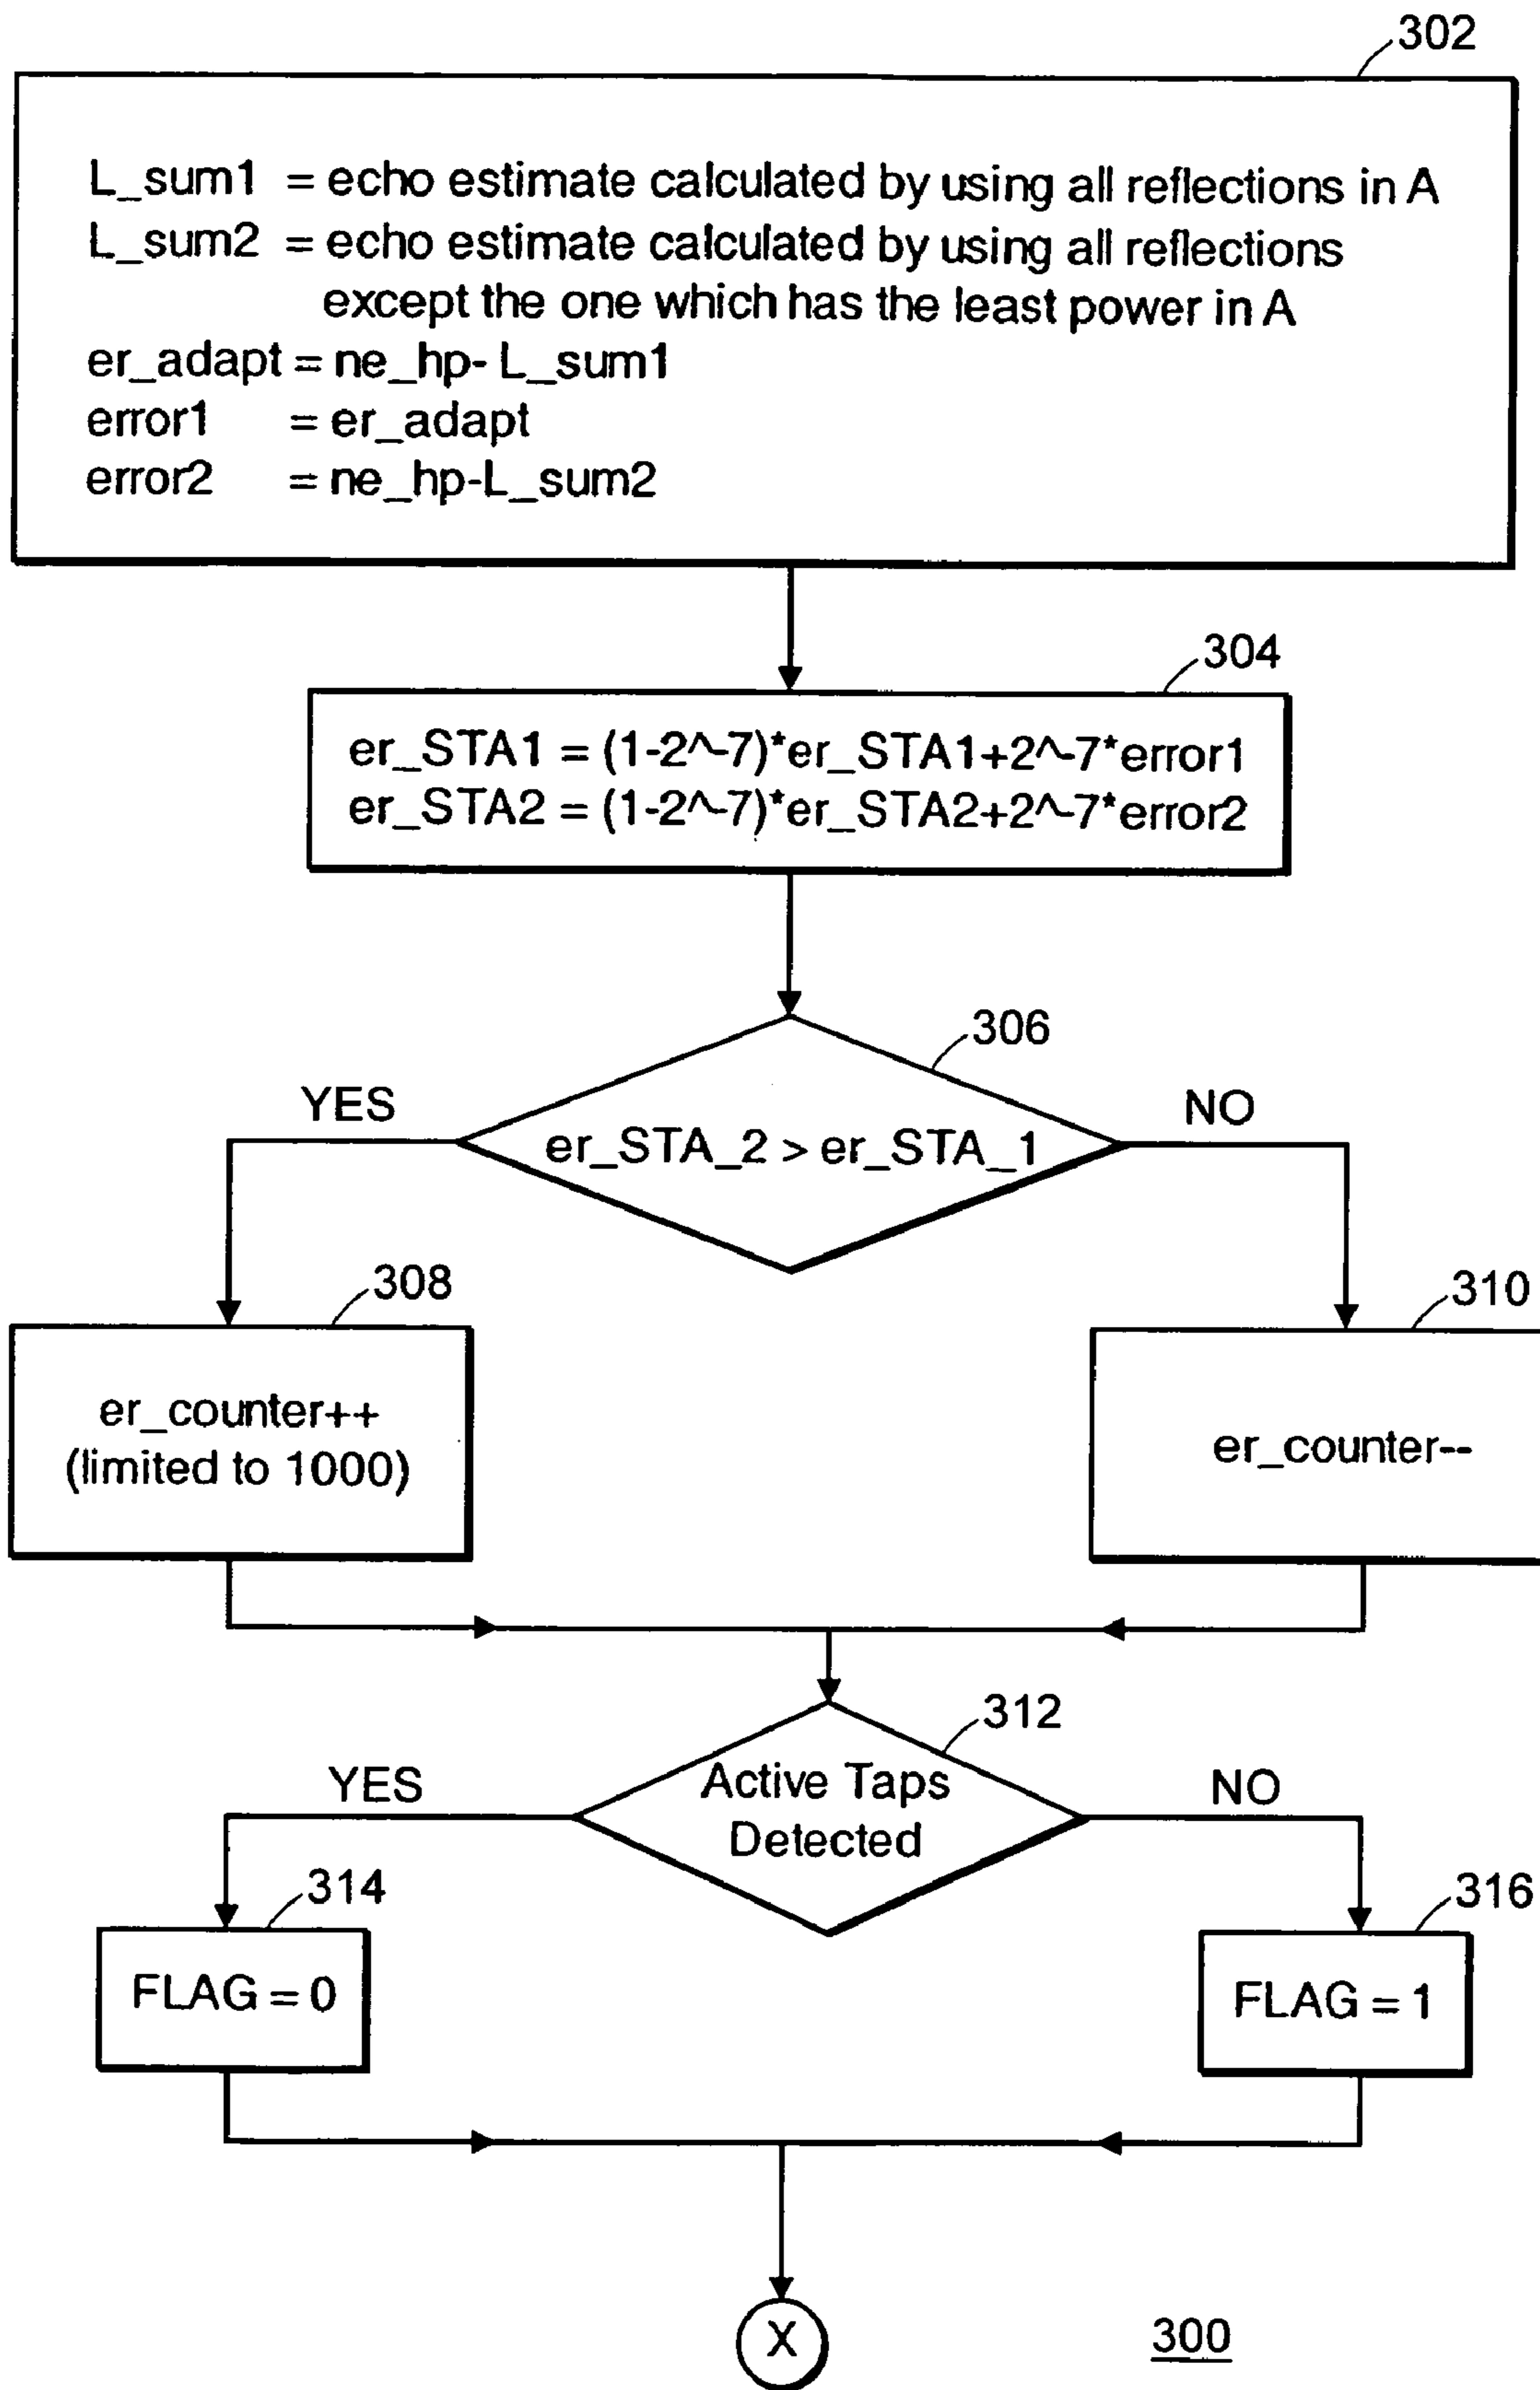 302
L_sum1 = echo estimate calculated by using all reflections in A
L_sum2 = echo estimate calculated by using all reflections
except the one which has the least power in A
er_adapt = ne_hp- L_sum1
error1 = er_adapt
error2 = ne_hp-L_sum2
304
er_STA1 = (1-2^-7)*er_STA1+2^-7*error1
er_STA2 = (1-2^-7)*er_STA2+2^-7*error2
306
YES
NO
er_STA_2 > er_STA_1
308
310
er_counter++
(limited to 1000)
er_counter--
312
YES
NO
Active Taps
Detected
314
316
FLAG = 0
FLAG = 1
X
300